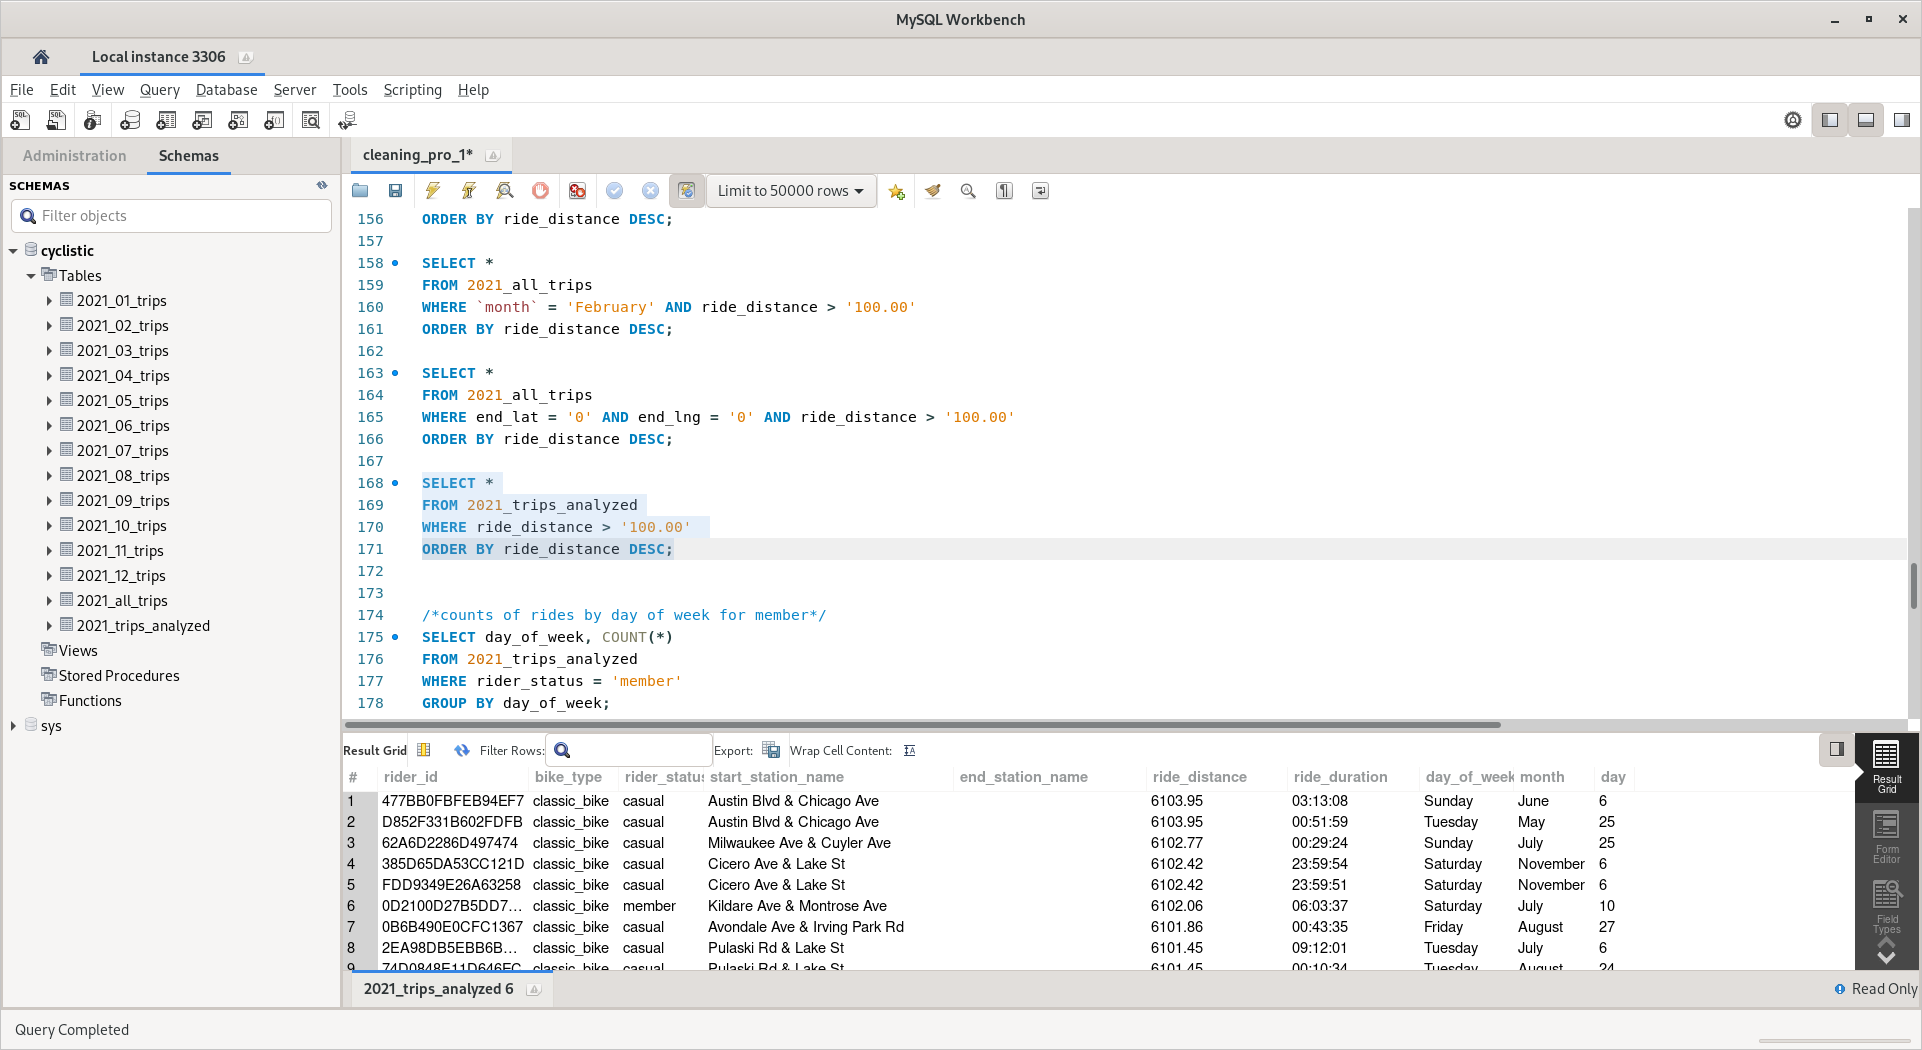 MySQL Workbench
Local instance 3306
File Edit View Query Database Server Tools Scripting Help
Administration Schemas
SCHEMAS
Filter objects
cyclistic
Tables
2021_01_trips
2021_02_trips
2021_03_trips
2021_04_trips
2021_05_trips
2021_06_trips
2021_07_trips
2021_08_trips
2021_09_trips
2021_10_trips
2021_11_trips
2021_12_trips
2021_all_trips
2021_trips_analyzed
Views
Stored Procedures
Functions
sys
cleaning_pro_1*
Limit to 50000 rows
156 ORDER BY ride_distance DESC;
157
158 SELECT *
159 FROM 2021_all_trips
160 WHERE `month` = 'February' AND ride_distance > '100.00'
161 ORDER BY ride_distance DESC;
162
163 SELECT *
164 FROM 2021_all_trips
165 WHERE end_lat = '0' AND end_lng = '0' AND ride_distance > '100.00'
166 ORDER BY ride_distance DESC;
167
168 SELECT *
169 FROM 2021_trips_analyzed
170 WHERE ride_distance > '100.00'
171 ORDER BY ride_distance DESC;
172
173
174 /*counts of rides by day of week for member*/
175 SELECT day_of_week, COUNT(*)
176 FROM 2021_trips_analyzed
177 WHERE rider_status = 'member'
178 GROUP BY day_of_week;
Result Grid Filter Rows: Export: Wrap Cell Content:
# rider_id bike_type rider_status start_station_name end_station_name ride_distance ride_duration day_of_week month day
1 477BB0FBFEB94EF7 classic_bike casual Austin Blvd & Chicago Ave 6103.95 03:13:08 Sunday June 6
2 D852F331B602FDFB classic_bike casual Austin Blvd & Chicago Ave 6103.95 00:51:59 Tuesday May 25
3 62A6D2286D497474 classic_bike casual Milwaukee Ave & Cuyler Ave 6102.77 00:29:24 Sunday July 25
4 385D65DA53CC121D classic_bike casual Cicero Ave & Lake St 6102.42 23:59:54 Saturday November 6
5 FDD9349E26A63258 classic_bike casual Cicero Ave & Lake St 6102.42 23:59:51 Saturday November 6
6 0D2100D27B5DD7... classic_bike member Kildare Ave & Montrose Ave 6102.06 06:03:37 Saturday July 10
7 0B6B490E0CFC1367 classic_bike casual Avondale Ave & Irving Park Rd 6101.86 00:43:35 Friday August 27
8 2EA98DB5EBB6B... classic_bike casual Pulaski Rd & Lake St 6101.45 09:12:01 Tuesday July 6
9 74D0848E11D646EC classic_bike casual Pulaski Rd & Lake St 6101.45 00:10:34 Tuesday August 24
Result Grid
Form Editor
Field Types
2021_trips_analyzed 6
Read Only
Query Completed